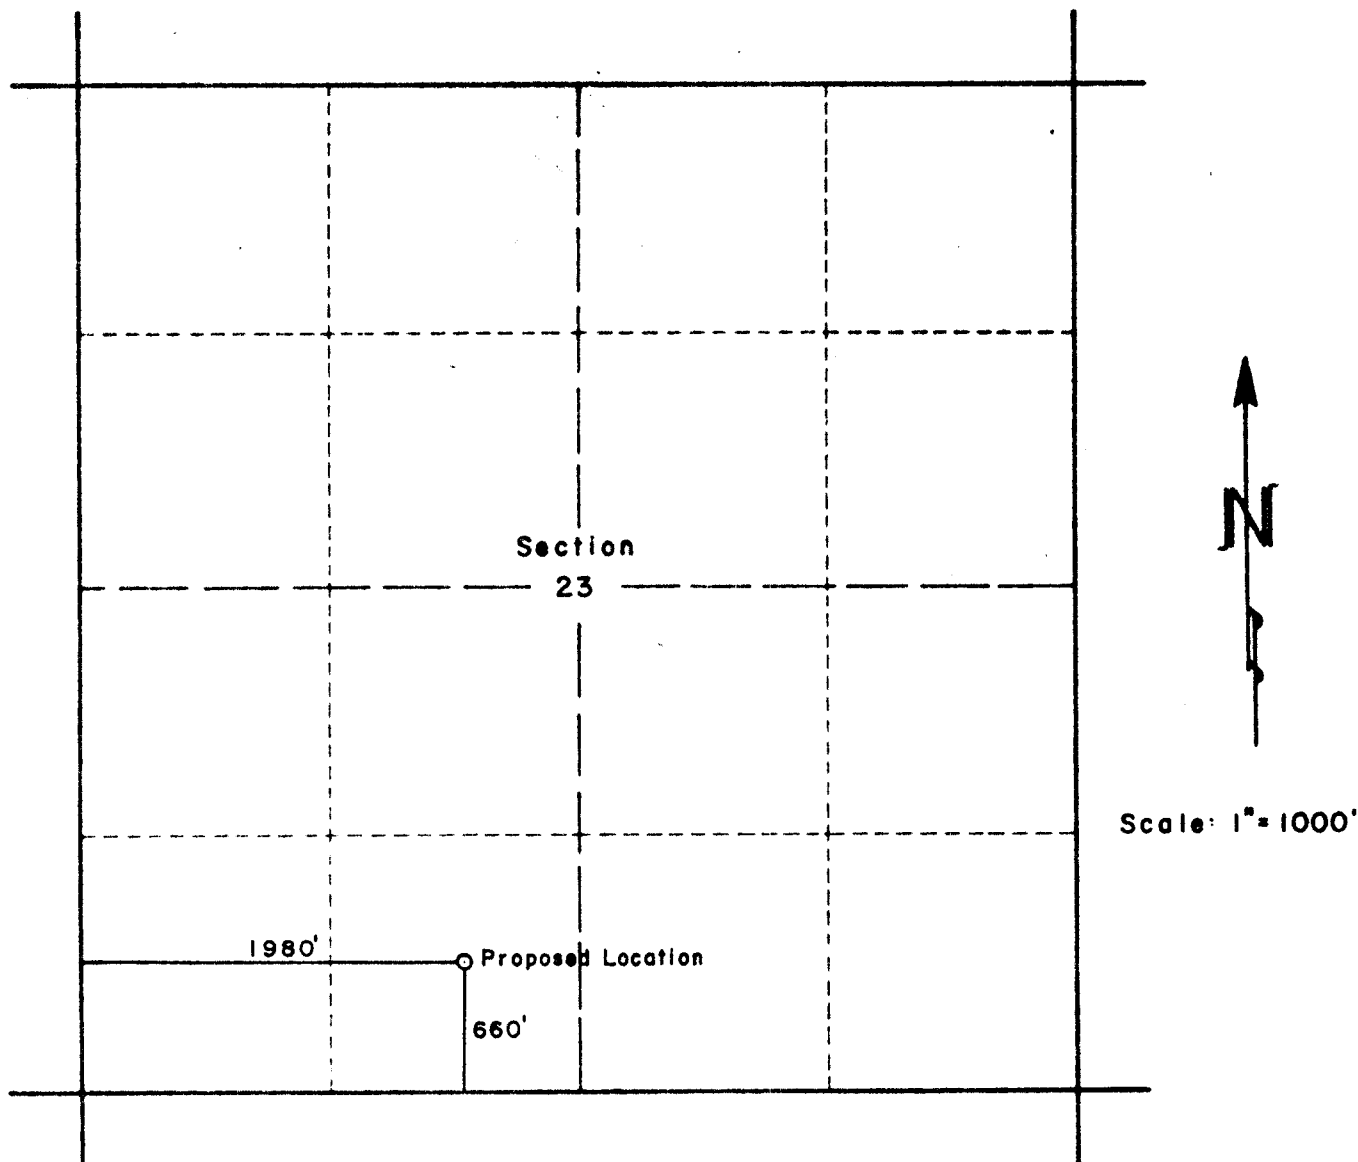 Section
23
N
Scale: 1"=1000'
1980'
Proposed Location
660'